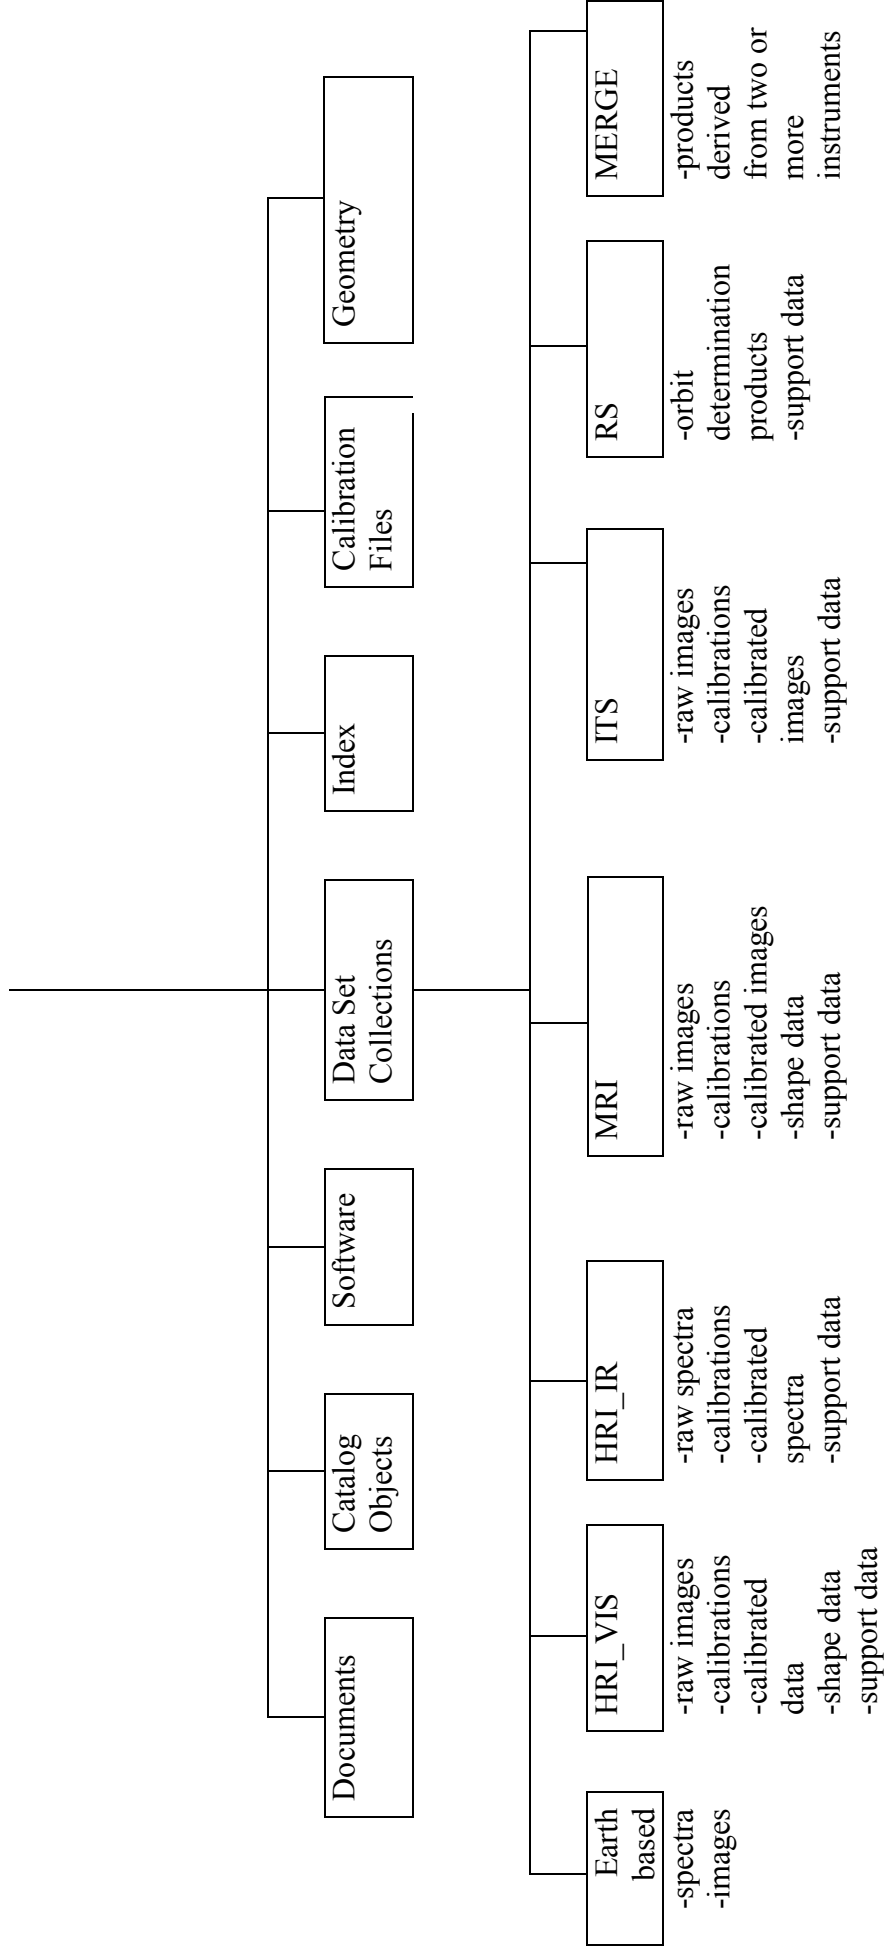 Documents
Catalog
Objects
Software
Data Set
Collections
Index
Calibration
Files
Geometry
Earth
based
-spectra
-images
HRI_VIS
-raw images
-calibrations
-calibrated
data
-shape data
-support data
HRI_IR
-raw spectra
-calibrations
-calibrated
spectra
-support data
MRI
-raw images
-calibrations
-calibrated images
-shape data
-support data
ITS
-raw images
-calibrations
-calibrated
images
-support data
RS
-orbit
determination
products
-support data
MERGE
-products
derived
from two or
more
instruments